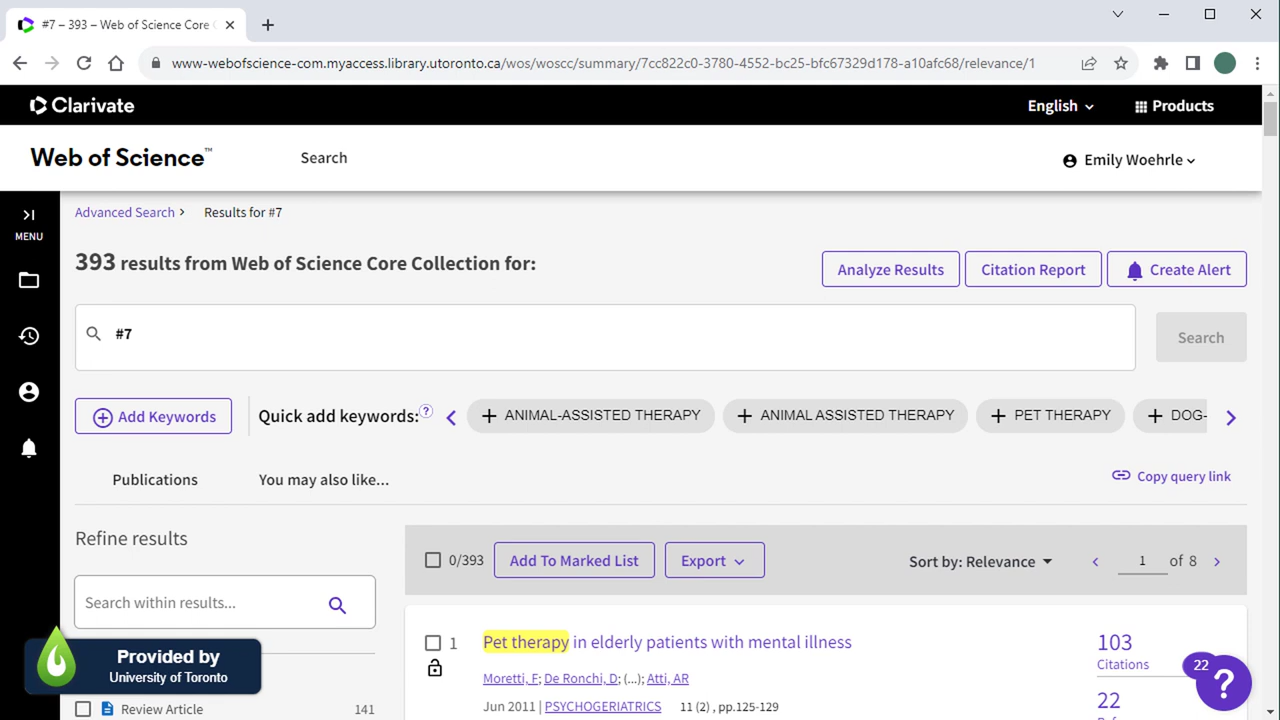 #7 – 393 – Web of Science Core C
www-webofscience-com.myaccess.library.utoronto.ca/wos/woscc/summary/7cc822c0-3780-4552-bc25-bfc67329d178-a10afc68/relevance/1
Clarivate
English
Products
Web of Science™
Search
Emily Woehrle
MENU
Advanced Search > Results for #7
393 results from Web of Science Core Collection for:
Analyze Results
Citation Report
Create Alert
#7
Search
Add Keywords
Quick add keywords:
?
+ ANIMAL-ASSISTED THERAPY
+ ANIMAL ASSISTED THERAPY
+ PET THERAPY
+ DOG-
Publications
You may also like...
Copy query link
Refine results
Search within results...
0/393
Add To Marked List
Export
Sort by: Relevance
1 of 8
1
Pet therapy in elderly patients with mental illness
Moretti, F; De Ronchi, D; (...); Atti, AR
Jun 2011 | PSYCHOGERIATRICS 11 (2) , pp.125-129
103
Citations
22
22
?
Provided by
University of Toronto
Review Article 141